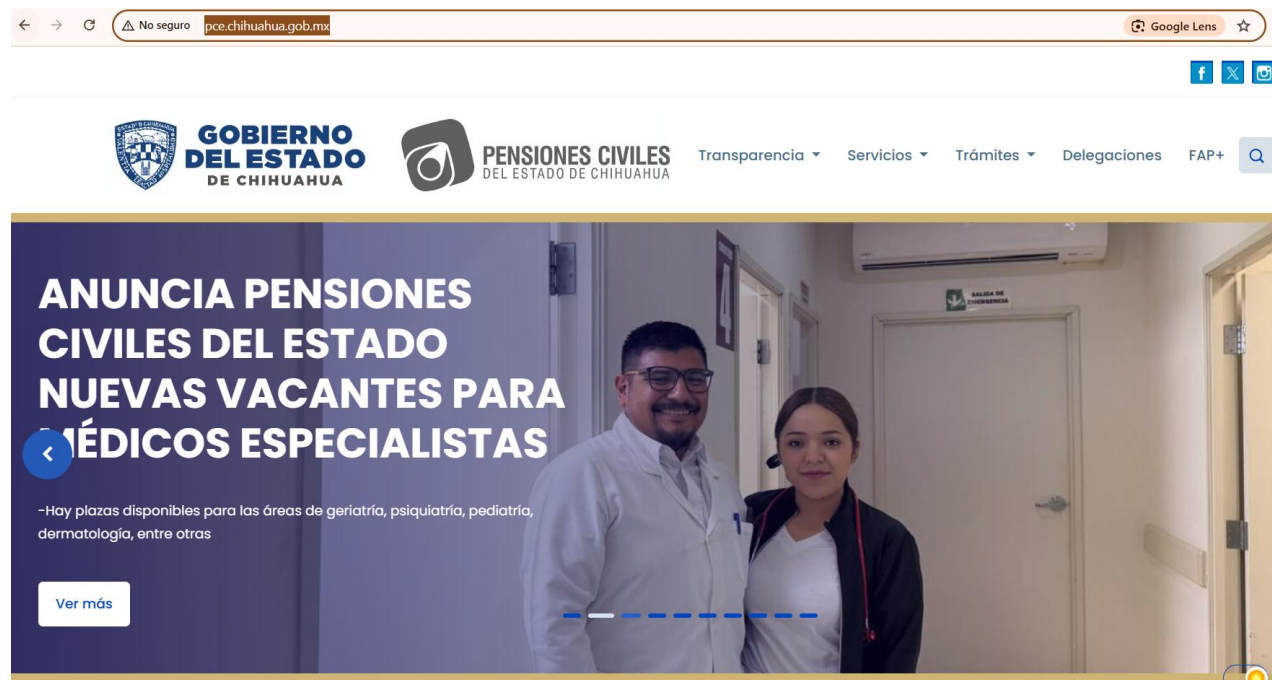 No seguro pce.chihuahua.gob.mx Google Lens
GOBIERNO
DEL ESTADO
DE CHIHUAHUA
PENSIONES CIVILES
DEL ESTADO DE CHIHUAHUA
Transparencia Servicios Trámites Delegaciones FAP+
ANUNCIA PENSIONES
CIVILES DEL ESTADO
NUEVAS VACANTES PARA
MÉDICOS ESPECIALISTAS
-Hay plazas disponibles para las áreas de geriatría, psiquiatría, pediatría,
dermatología, entre otras
Ver más
4
SALIDA DE
EMERGENCIA